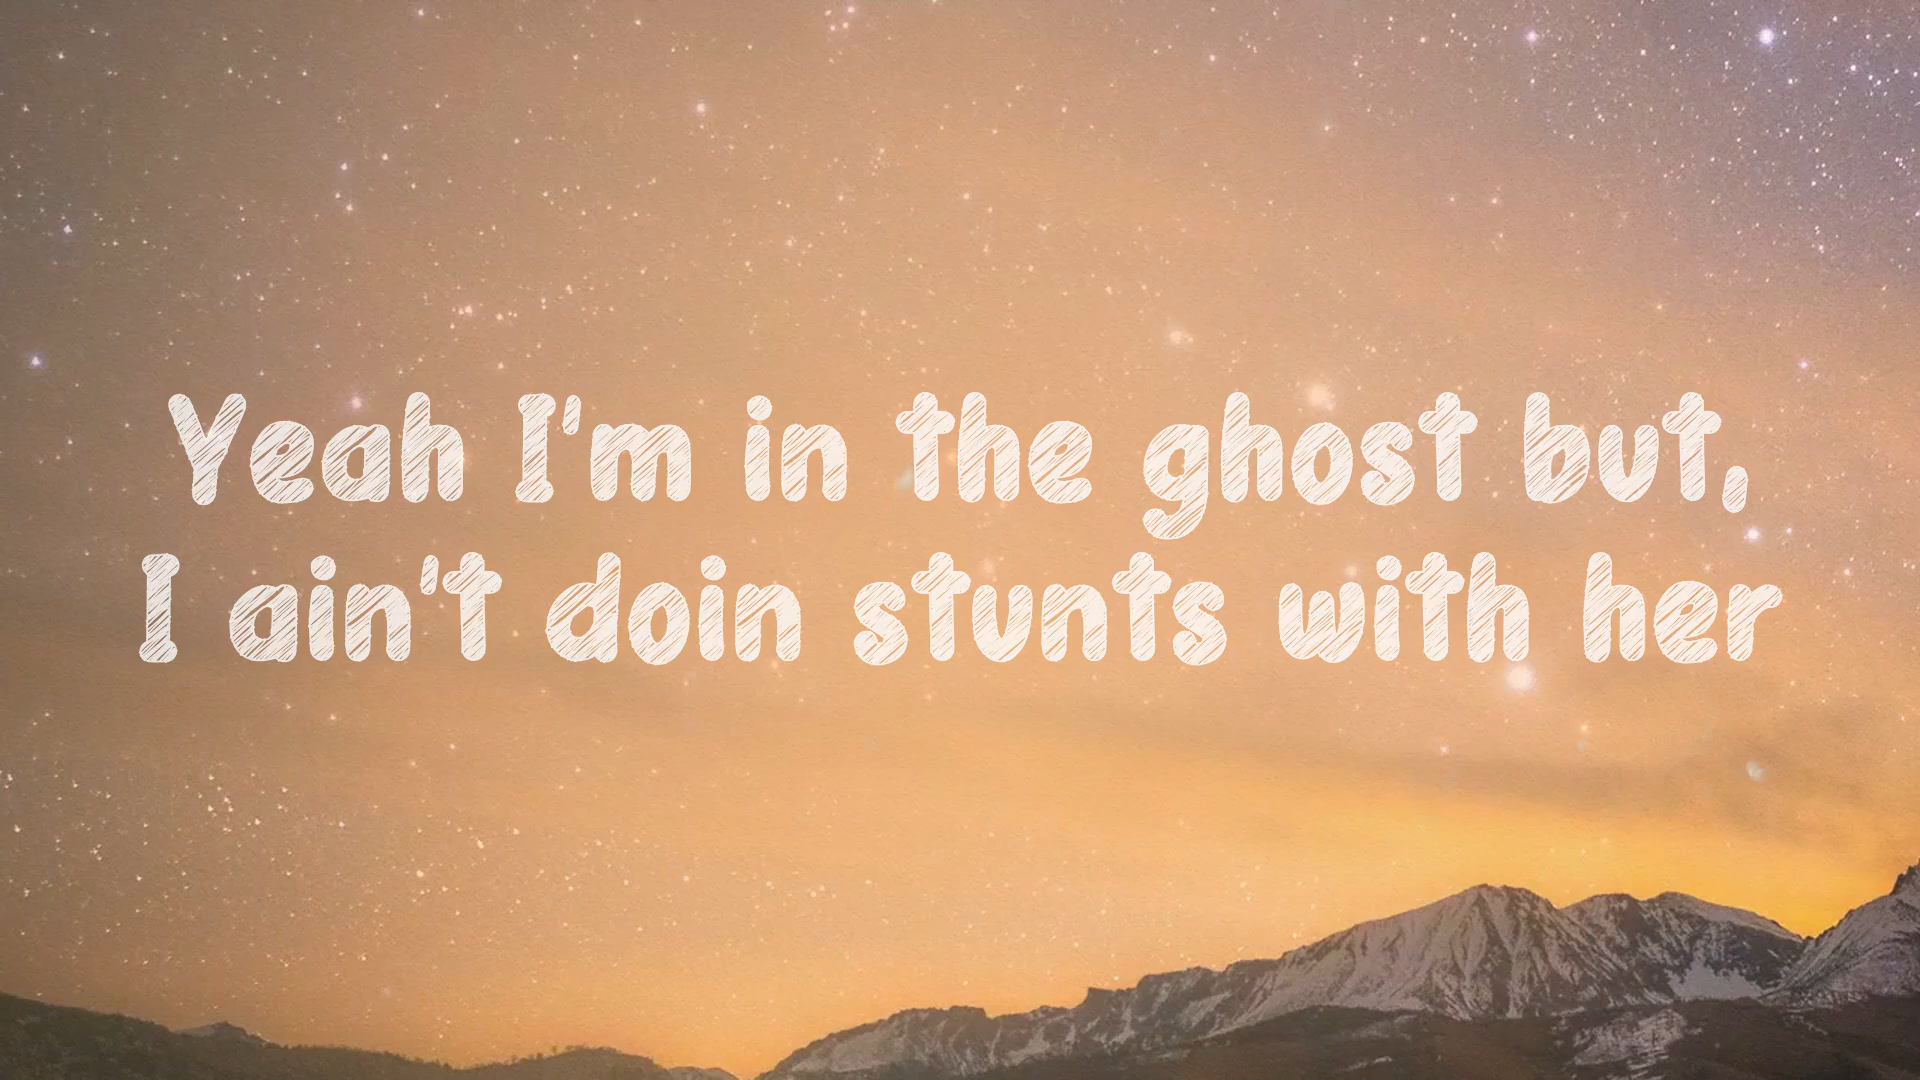 Yeah I'm in the ghost but,
I ain't doin stunts with her